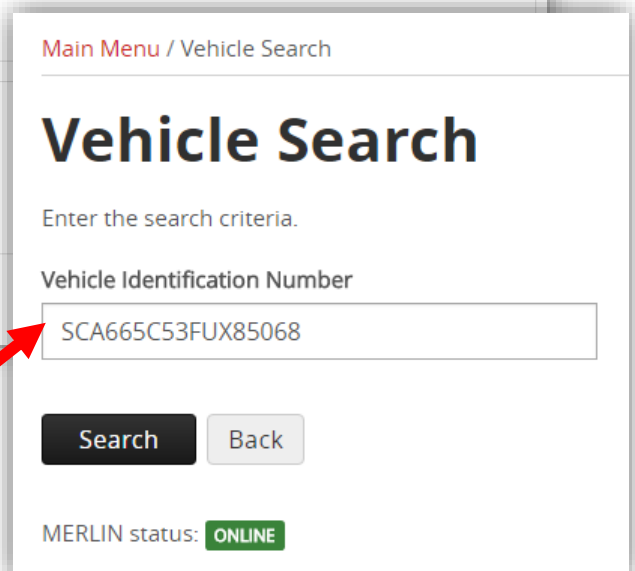 Main Menu / Vehicle Search
Vehicle Search
Enter the search criteria.
Vehicle Identification Number
SCA665C53FUX85068
Search Back
MERLIN status: ONLINE